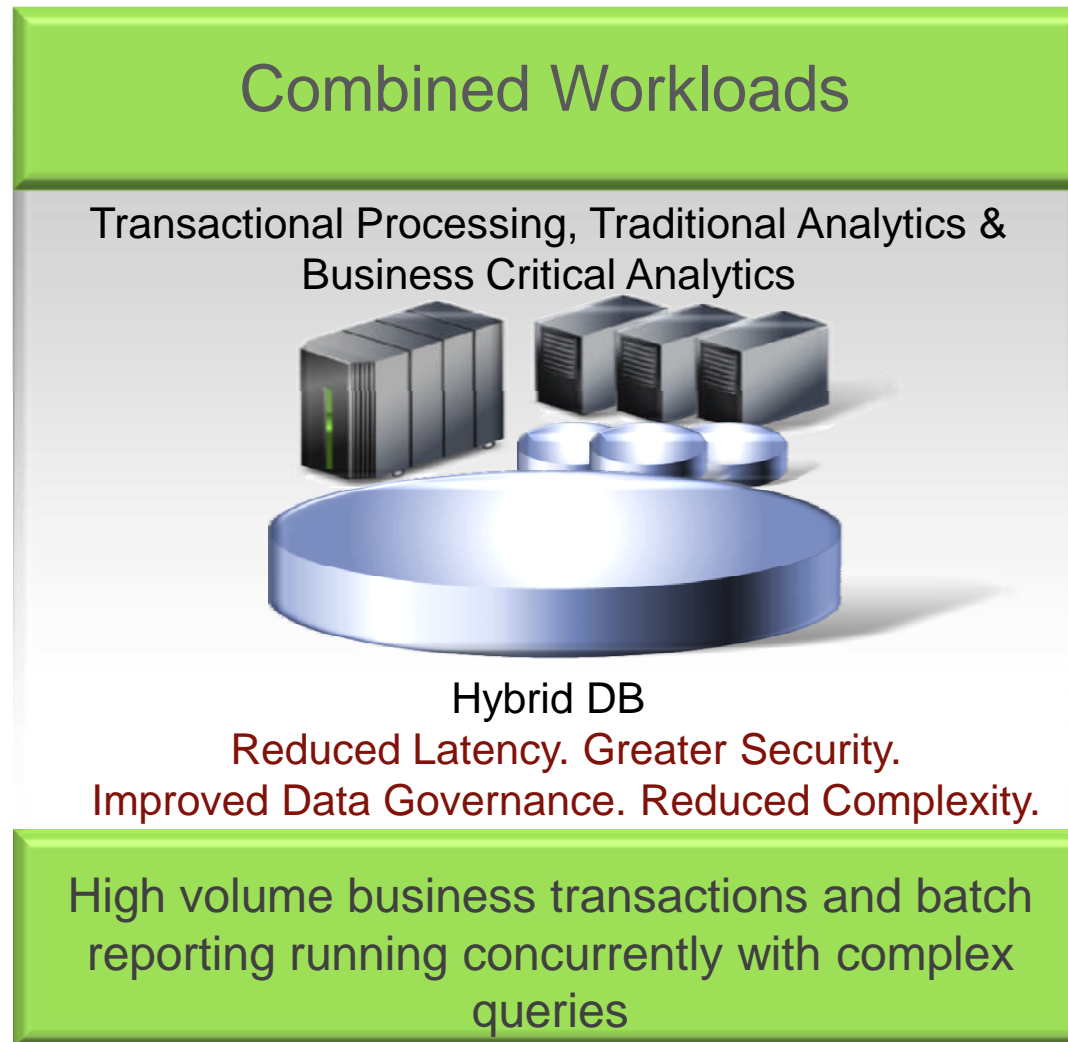 Combined Workloads
Transactional Processing, Traditional Analytics &
Business Critical Analytics
Hybrid DB
Reduced Latency. Greater Security.
Improved Data Governance. Reduced Complexity.
High volume business transactions and batch
reporting running concurrently with complex
queries